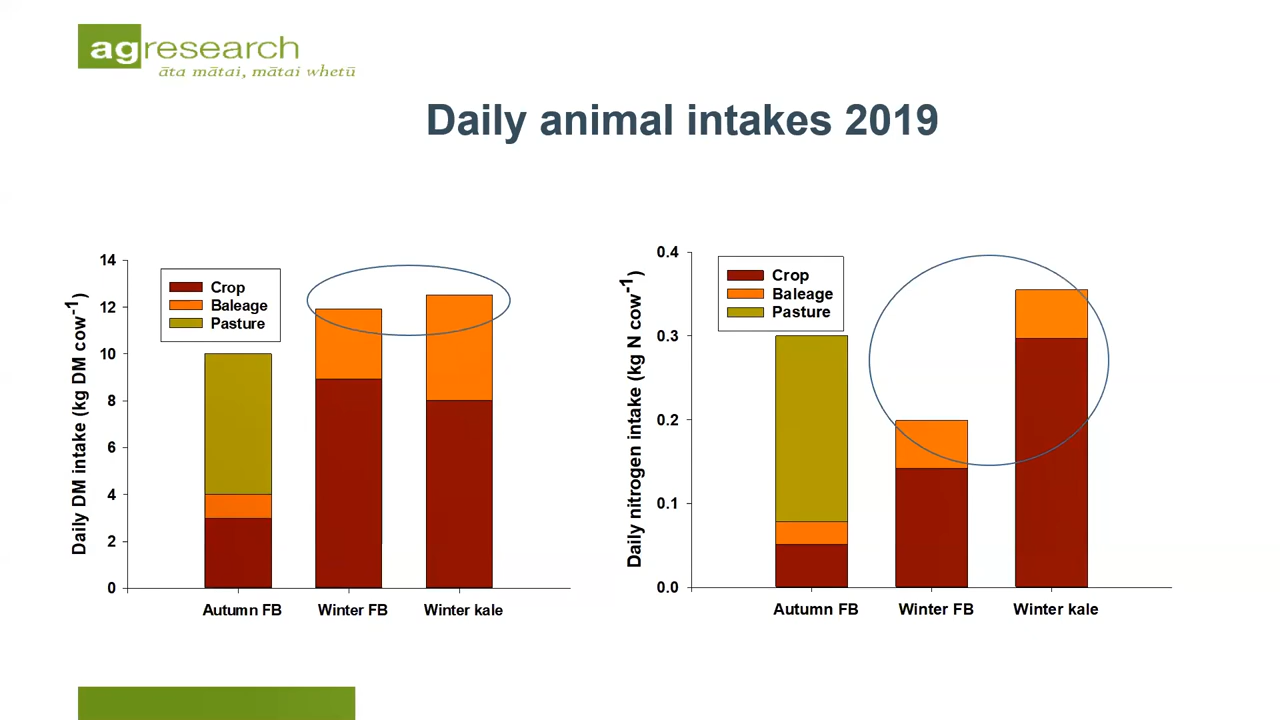 agresearch
āta mātai, mātai whetū
Daily animal intakes 2019
Daily DM intake (kg DM cow-1)
14
12
10
8
6
4
2
0
Crop
Baleage
Pasture
Autumn FB
Winter FB
Winter kale
Daily nitrogen intake (kg N cow-1)
0.4
0.3
0.2
0.1
0.0
Crop
Baleage
Pasture
Autumn FB
Winter FB
Winter kale